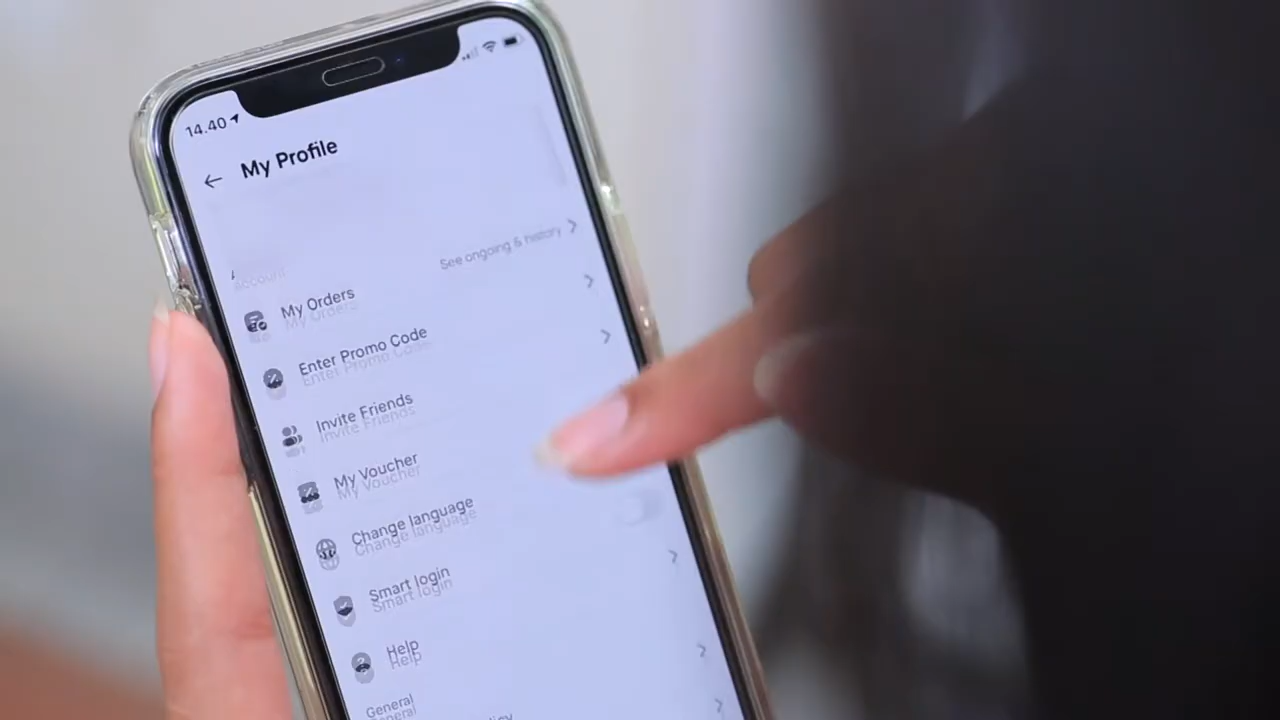 14.40
My Profile
account
See ongoing & history
My Orders
Enter Promo Code
Invite Friends
My Voucher
Change language
Smart login
Help
General